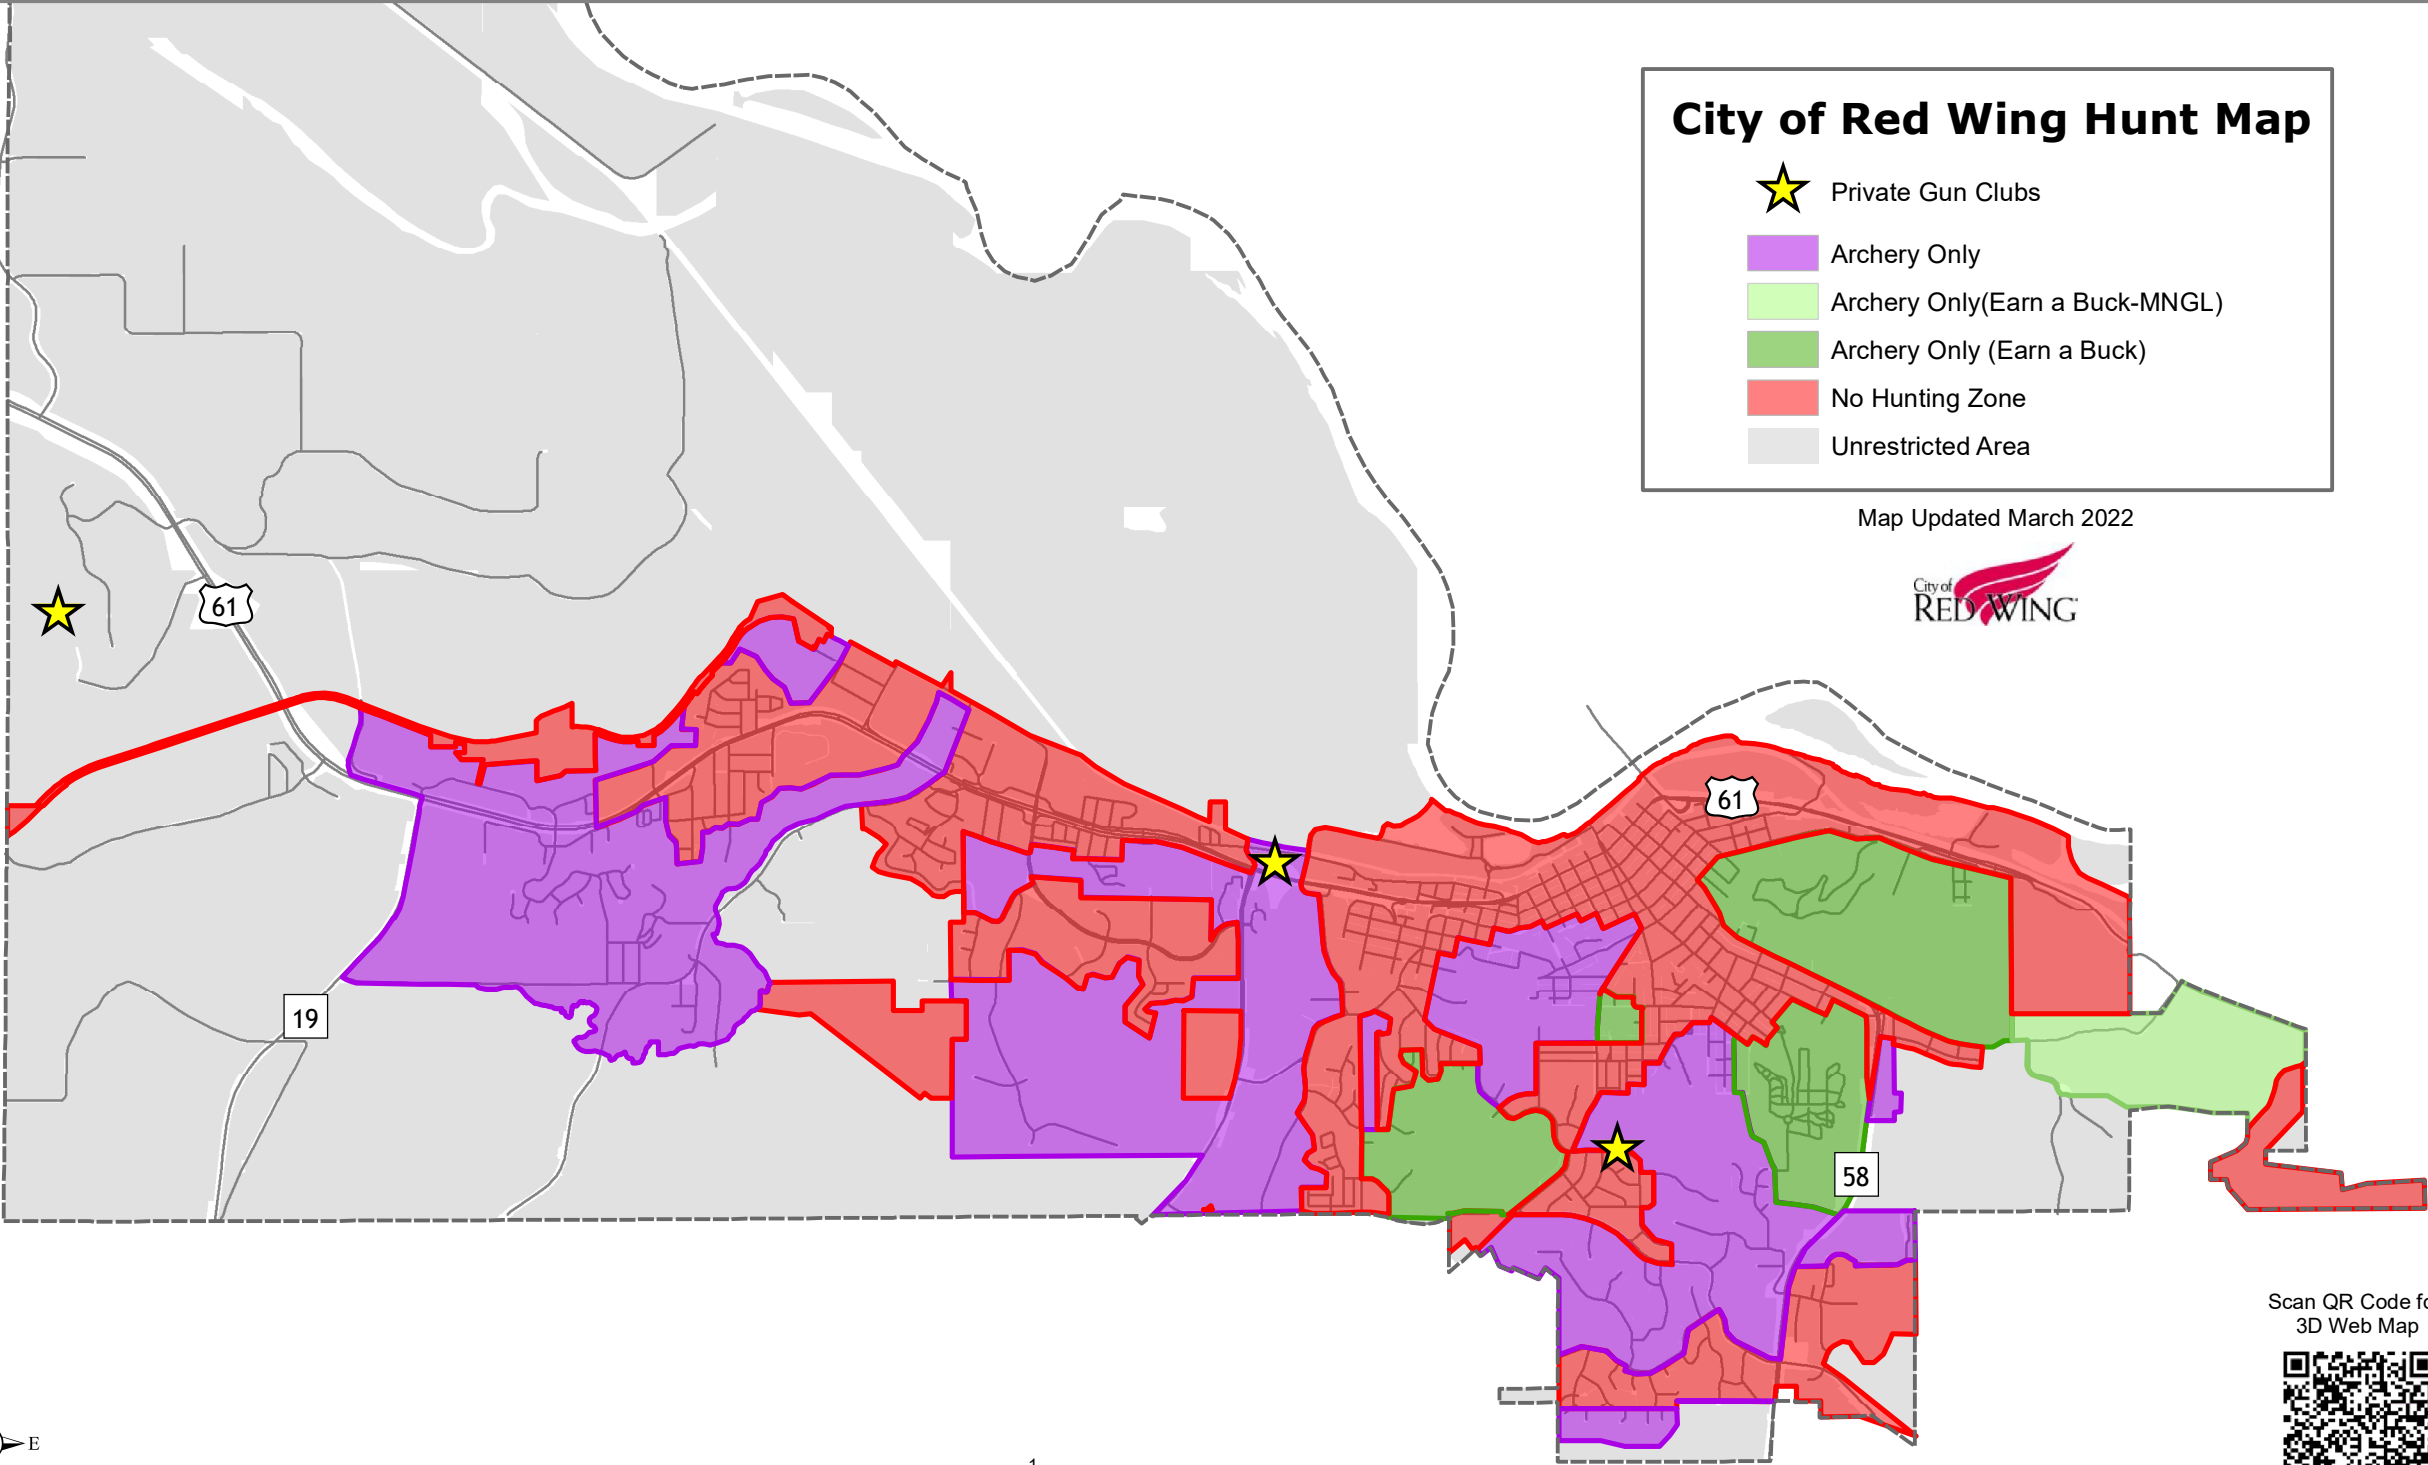 City of Red Wing Hunt Map
Private Gun Clubs
Archery Only
Archery Only(Earn a Buck-MNGL)
Archery Only (Earn a Buck)
No Hunting Zone
Unrestricted Area
Map Updated March 2022
City of
RED WING
61
61
19
58
Scan QR Code fo
3D Web Map
E
1